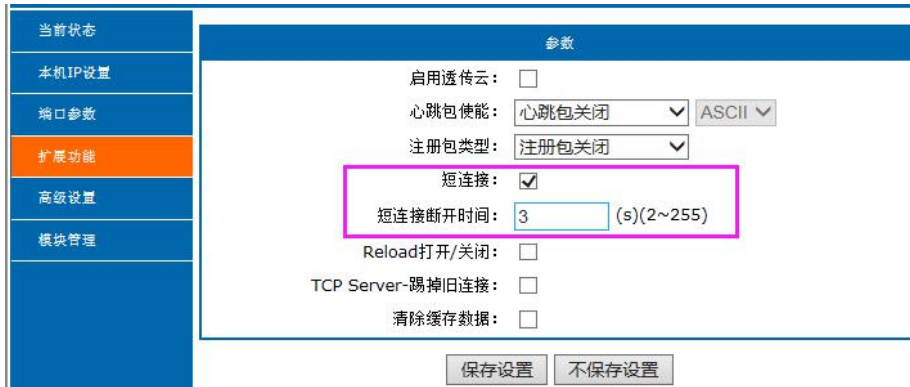 当前状态
本机IP设置
端口参数
扩展功能
高级设置
模块管理
参数
启用透传云：
心跳包使能： 心跳包关闭 ASCII
注册包类型： 注册包关闭
短连接：
短连接断开时间： 3 (s)(2~255)
Reload打开/关闭：
TCP Server-踢掉旧连接：
清除缓存数据：
保存设置 不保存设置